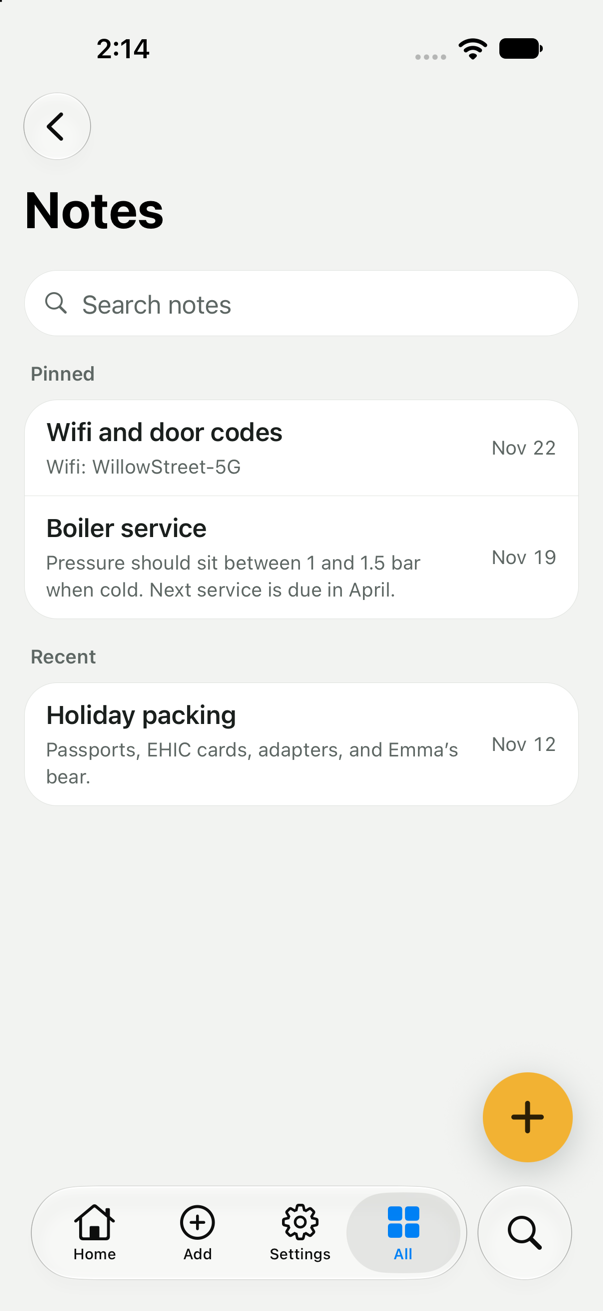 2:14
Notes
Search notes
Pinned
Wifi and door codes
Wifi: WillowStreet-5G
Nov 22
Boiler service
Pressure should sit between 1 and 1.5 bar
when cold. Next service is due in April.
Nov 19
Recent
Holiday packing
Passports, EHIC cards, adapters, and Emma’s
bear.
Nov 12
Home
Add
Settings
All